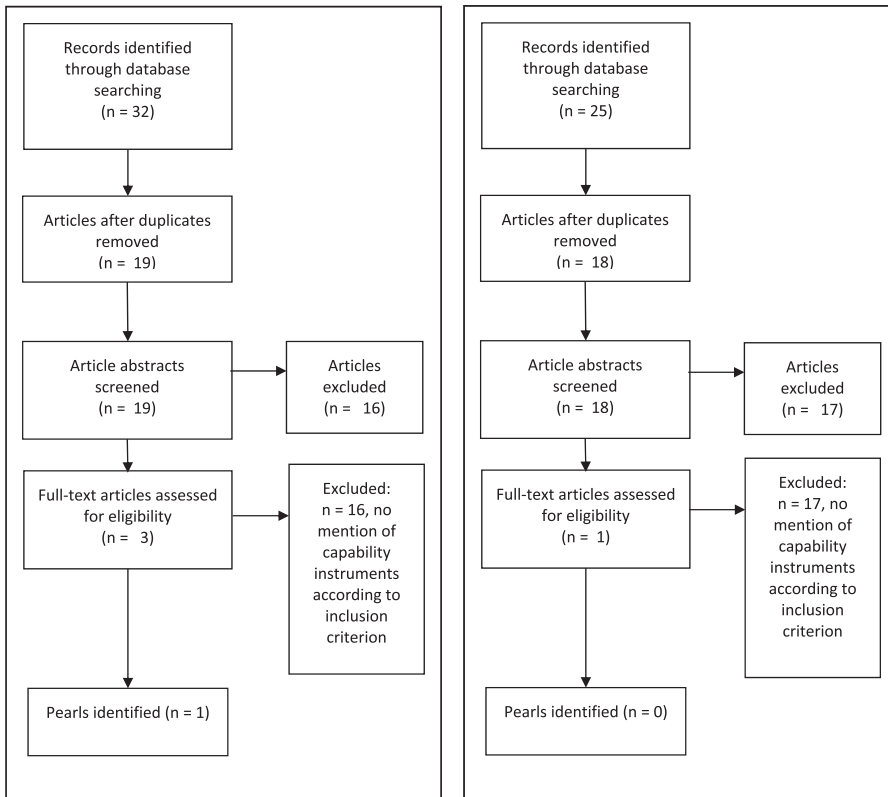 Records identified
through database
searching
(n = 32)
Articles after duplicates
removed
(n = 19)
Article abstracts
screened
(n = 19)
Articles
excluded
(n = 16)
Full-text articles assessed
for eligibility
(n = 3)
Excluded:
n = 16, no
mention of
capability
instruments
according to
inclusion
criterion
Pearls identified (n = 1)
Records identified
through database
searching
(n = 25)
Articles after duplicates
removed
(n = 18)
Article abstracts
screened
(n = 18)
Articles
excluded
(n = 17)
Full-text articles assessed
for eligibility
(n = 1)
Excluded:
n = 17, no
mention of
capability
instruments
according to
inclusion
criterion
Pearls identified (n = 0)